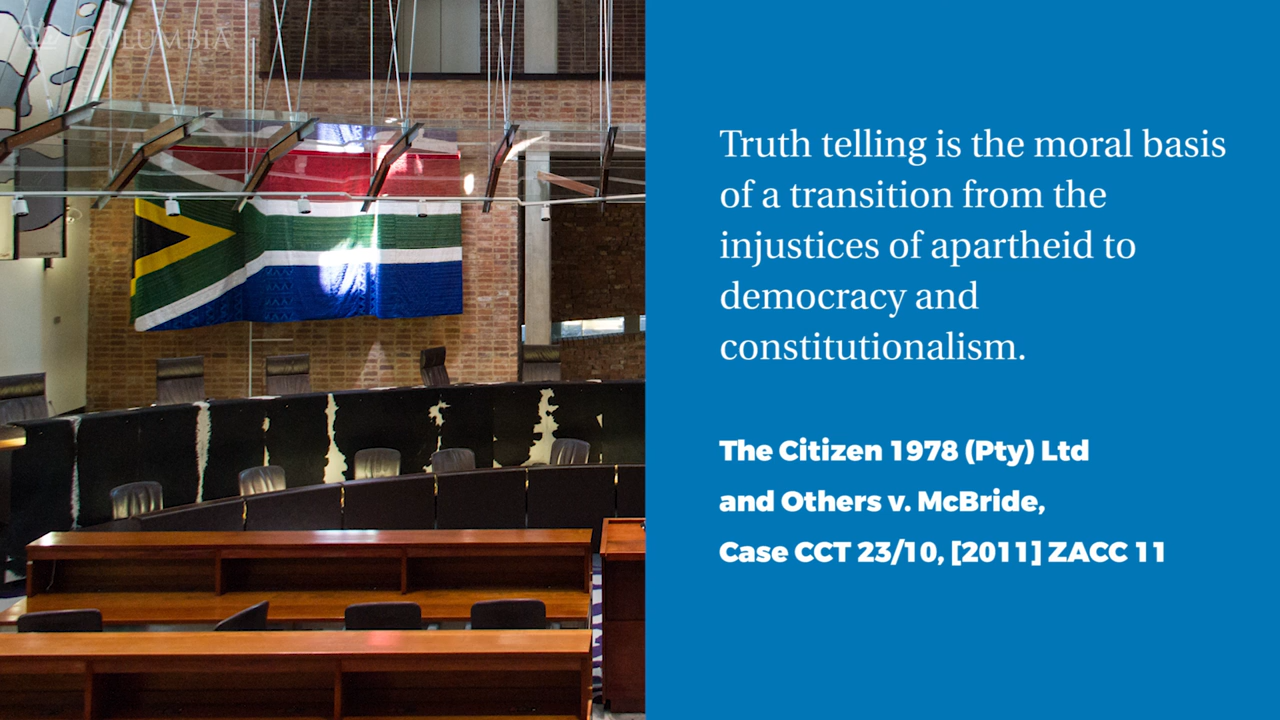 COLUMBIA
Truth telling is the moral basis
of a transition from the
injustices of apartheid to
democracy and
constitutionalism.
The Citizen 1978 (Pty) Ltd
and Others v. McBride,
Case CCT 23/10, [2011] ZACC 11